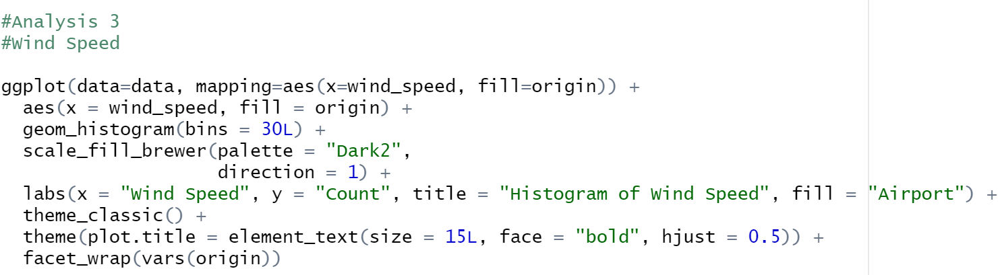 #Analysis 3
#Wind Speed
ggplot(data=data, mapping=aes(x=wind_speed, fill=origin)) +
  aes(x = wind_speed, fill = origin) +
  geom_histogram(bins = 30L) +
  scale_fill_brewer(palette = "Dark2",
                    direction = 1) +
  labs(x = "Wind Speed", y = "Count", title = "Histogram of Wind Speed", fill = "Airport") +
  theme_classic() +
  theme(plot.title = element_text(size = 15L, face = "bold", hjust = 0.5)) +
  facet_wrap(vars(origin))